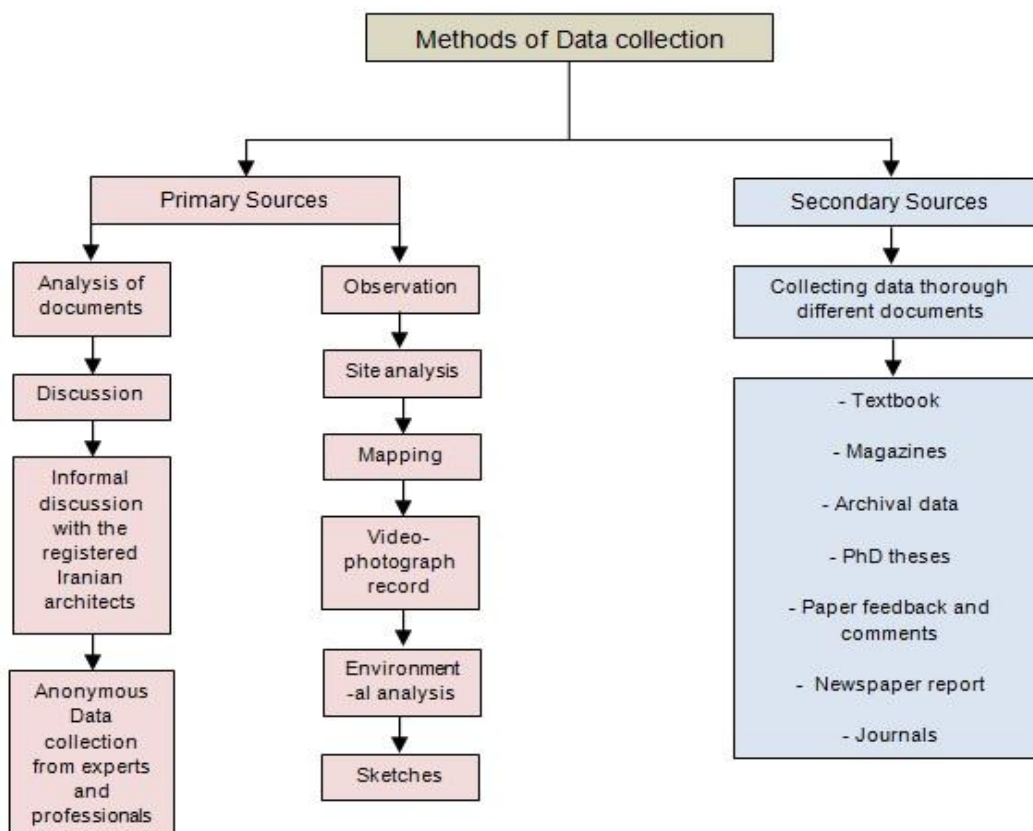 Methods of Data collection
Primary Sources
Secondary Sources
Analysis of
documents
Discussion
Informal
discussion
with the
registered
Iranian
architects
Anonymous
Data
collection
from experts
and
professionals
Observation
Site analysis
Mapping
Video-
photograph
record
Environment
-al analysis
Sketches
Collecting data thorough
different documents
- Textbook
- Magazines
- Archival data
- PhD theses
- Paper feedback and
comments
- Newspaper report
- Journals